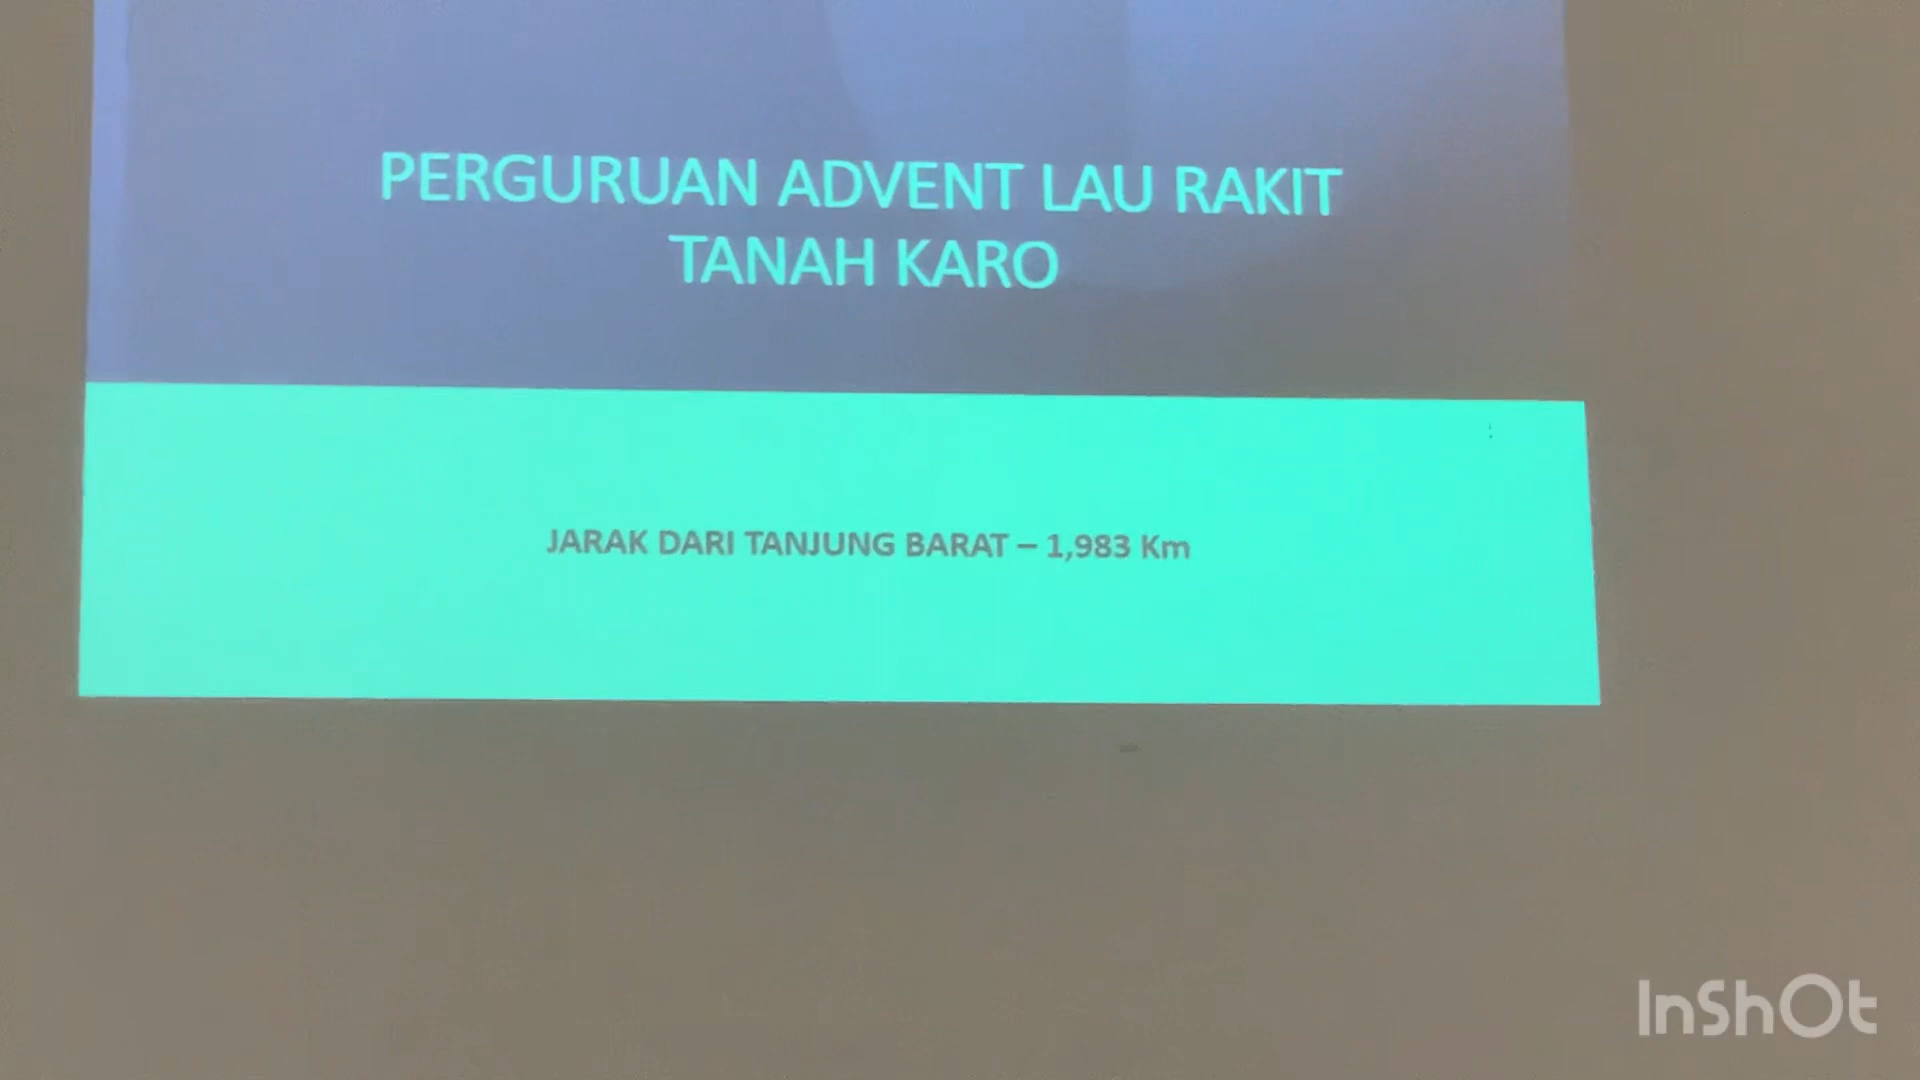 PERGURUAN ADVENT LAU RAKIT
TANAH KARO
JARAK DARI TANJUNG BARAT – 1,983 Km
InShOt